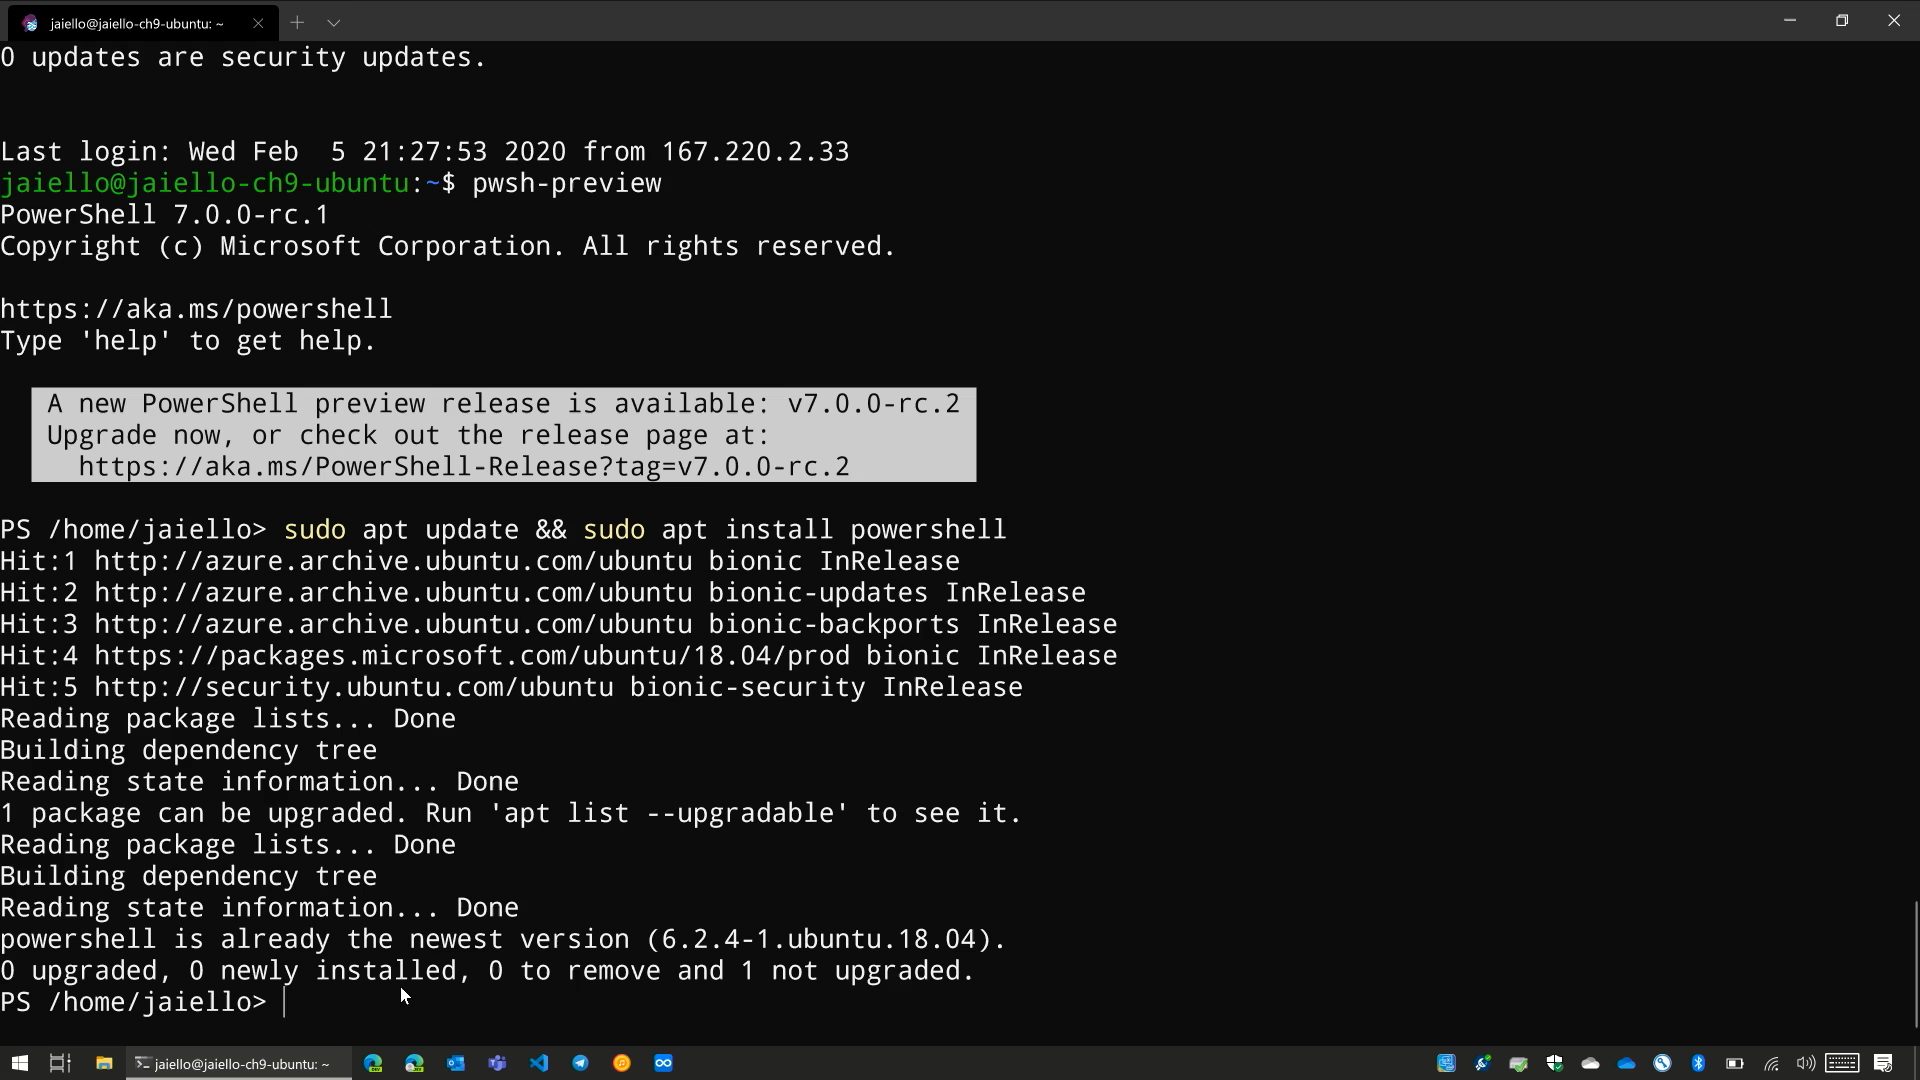 jaiello@jaiello-ch9-ubuntu: ~
0 updates are security updates.
Last login: Wed Feb  5 21:27:53 2020 from 167.220.2.33
jaiello@jaiello-ch9-ubuntu:~$ pwsh-preview
PowerShell 7.0.0-rc.1
Copyright (c) Microsoft Corporation. All rights reserved.
https://aka.ms/powershell
Type 'help' to get help.
A new PowerShell preview release is available: v7.0.0-rc.2
Upgrade now, or check out the release page at:
https://aka.ms/PowerShell-Release?tag=v7.0.0-rc.2
PS /home/jaiello> sudo apt update && sudo apt install powershell
Hit:1 http://azure.archive.ubuntu.com/ubuntu bionic InRelease
Hit:2 http://azure.archive.ubuntu.com/ubuntu bionic-updates InRelease
Hit:3 http://azure.archive.ubuntu.com/ubuntu bionic-backports InRelease
Hit:4 https://packages.microsoft.com/ubuntu/18.04/prod bionic InRelease
Hit:5 http://security.ubuntu.com/ubuntu bionic-security InRelease
Reading package lists... Done
Building dependency tree
Reading state information... Done
1 package can be upgraded. Run 'apt list --upgradable' to see it.
Reading package lists... Done
Building dependency tree
Reading state information... Done
powershell is already the newest version (6.2.4-1.ubuntu.18.04).
0 upgraded, 0 newly installed, 0 to remove and 1 not upgraded.
PS /home/jaiello>
jaiello@jaiello-ch9-ubuntu: ~